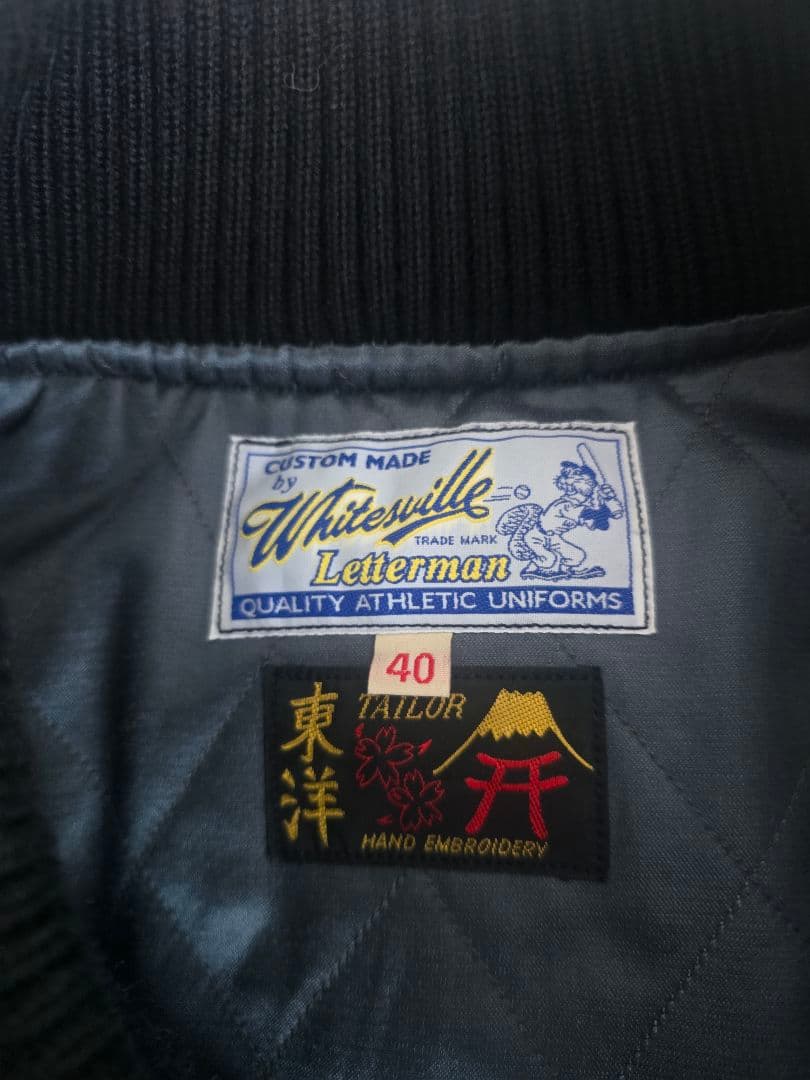 CUSTOM MADE
by
Whitesville
TRADE MARK
Letterman
QUALITY ATHLETIC UNIFORMS
40
東洋
TAILOR
HAND EMBROIDERY